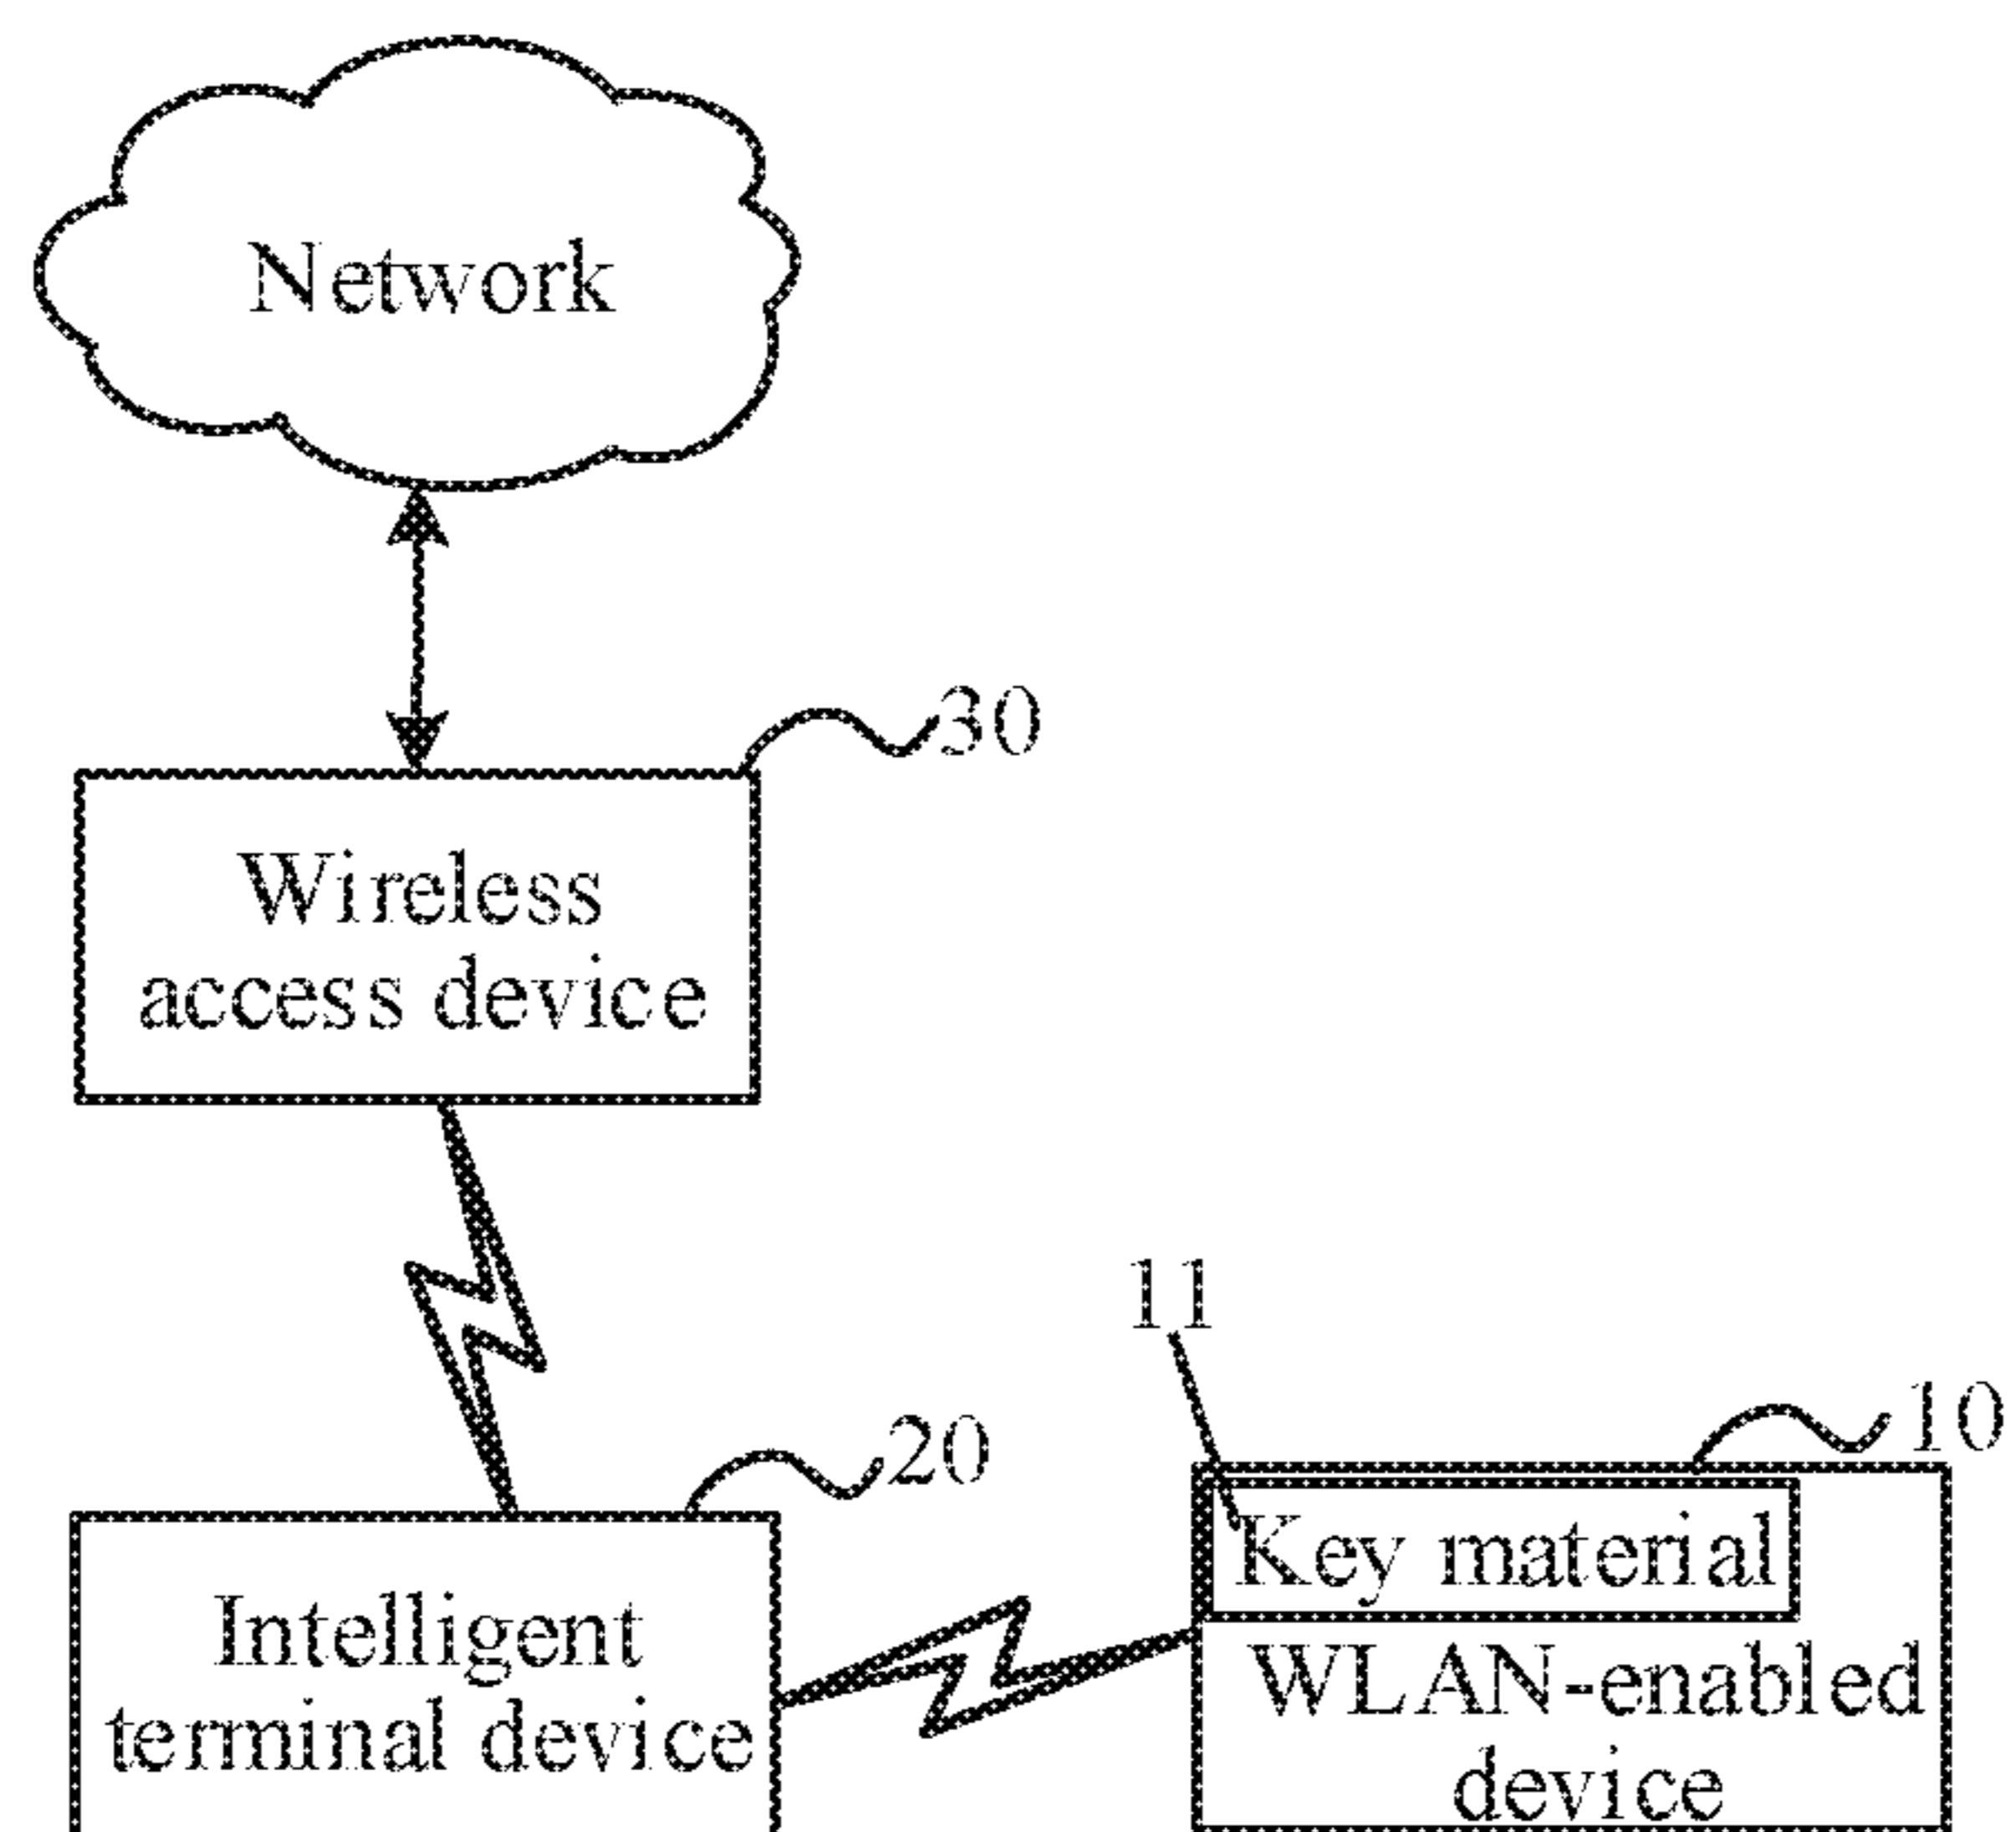 Network
30
Wireless
access device
11
10
20
Key material
Intelligent
terminal device
WLAN-enabled
device